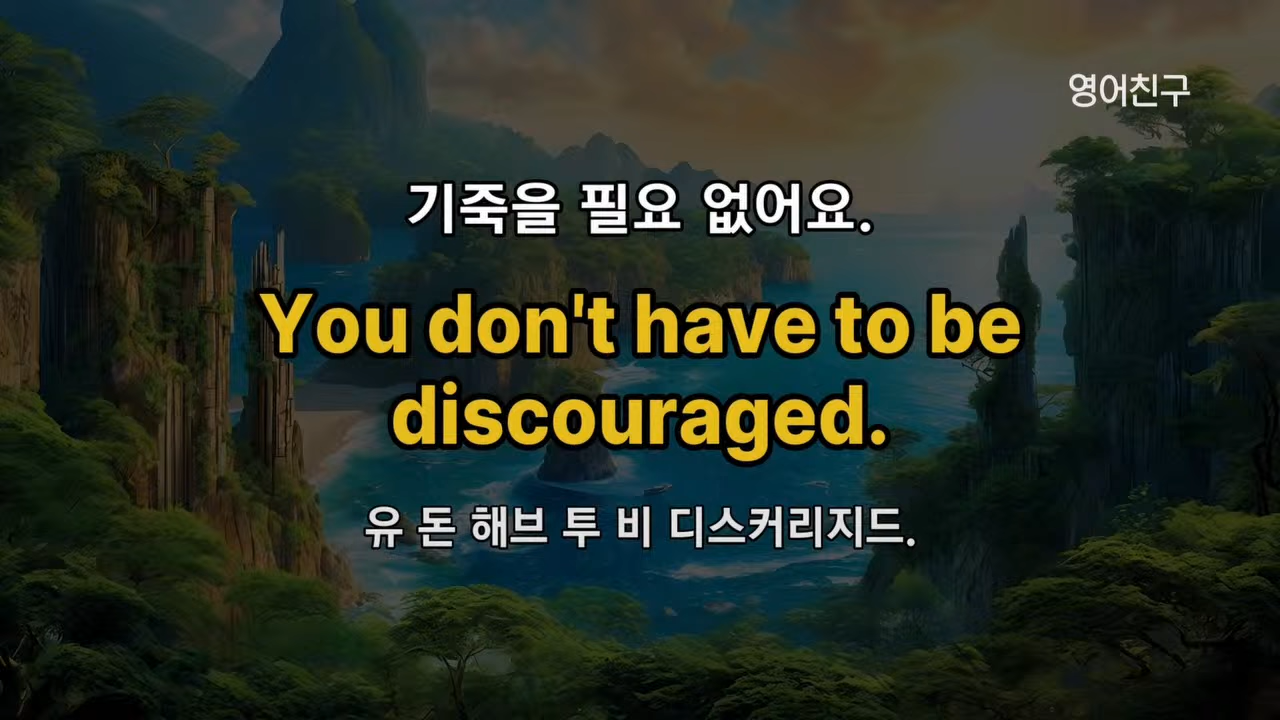 영어친구
기죽을 필요 없어요.
You don't have to be
discouraged.
유 돈 해브 투 비 디스커리지드.